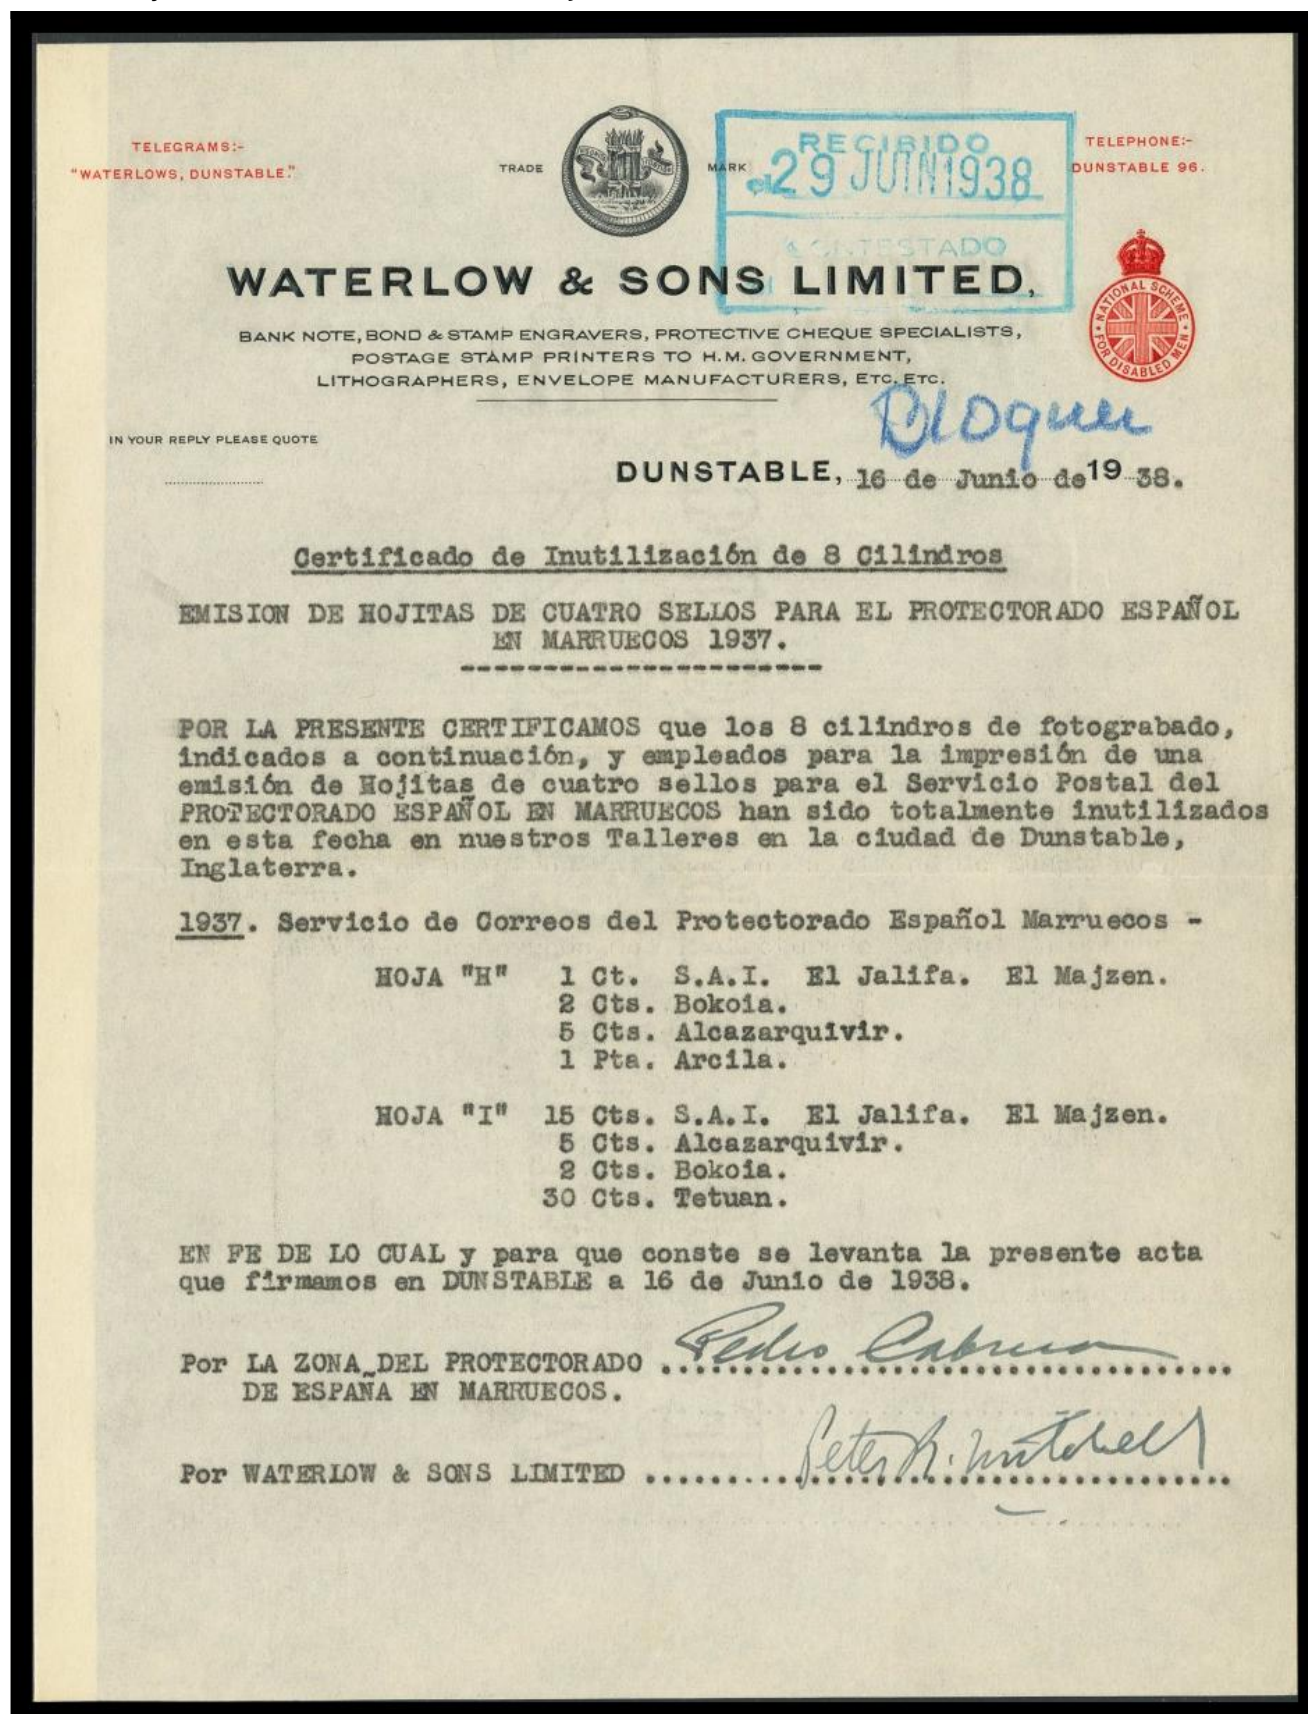 TELEGRAMS:-
"WATERLOWS, DUNSTABLE."
TRADE
MARK
RECIBIDO
el 29 JUN 1938
CONTESTADO
TELEPHONE:-
DUNSTABLE 96.
WATERLOW & SONS LIMITED,
NATIONAL SCHEME
FOR DISABLED MEN
BANK NOTE, BOND & STAMP ENGRAVERS, PROTECTIVE CHEQUE SPECIALISTS,
POSTAGE STAMP PRINTERS TO H.M. GOVERNMENT,
LITHOGRAPHERS, ENVELOPE MANUFACTURERS, ETC. ETC.
IN YOUR REPLY PLEASE QUOTE
DUNSTABLE, 16 de Junio de 1938.
Certificado de Inutilización de 8 Cilindros
EMISION DE HOJITAS DE CUATRO SELLOS PARA EL PROTECTORADO ESPAÑOL
EN MARRUECOS 1937.
POR LA PRESENTE CERTIFICAMOS que los 8 cilindros de fotograbado,
indicados a continuación, y empleados para la impresión de una
emisión de Hojitas de cuatro sellos para el Servicio Postal del
PROTECTORADO ESPAÑOL EN MARRUECOS han sido totalmente inutilizados
en esta fecha en nuestros Talleres en la ciudad de Dunstable,
Inglaterra.
1937. Servicio de Correos del Protectorado Español Marruecos -
HOJA "H" 1 Ct. S.A.I. El Jalifa. El Majzen.
2 Cts. Bokoia.
5 Cts. Alcazarquivir.
1 Pta. Arcila.
HOJA "I" 15 Cts. S.A.I. El Jalifa. El Majzen.
5 Cts. Alcazarquivir.
2 Cts. Bokoia.
30 Cts. Tetuan.
EN FE DE LO CUAL y para que conste se levanta la presente acta
que firmamos en DUNSTABLE a 16 de Junio de 1938.
Por LA ZONA DEL PROTECTORADO Pedro Cabrera
DE ESPAÑA EN MARRUECOS.
Por WATERLOW & SONS LIMITED Peter R. Mitchell